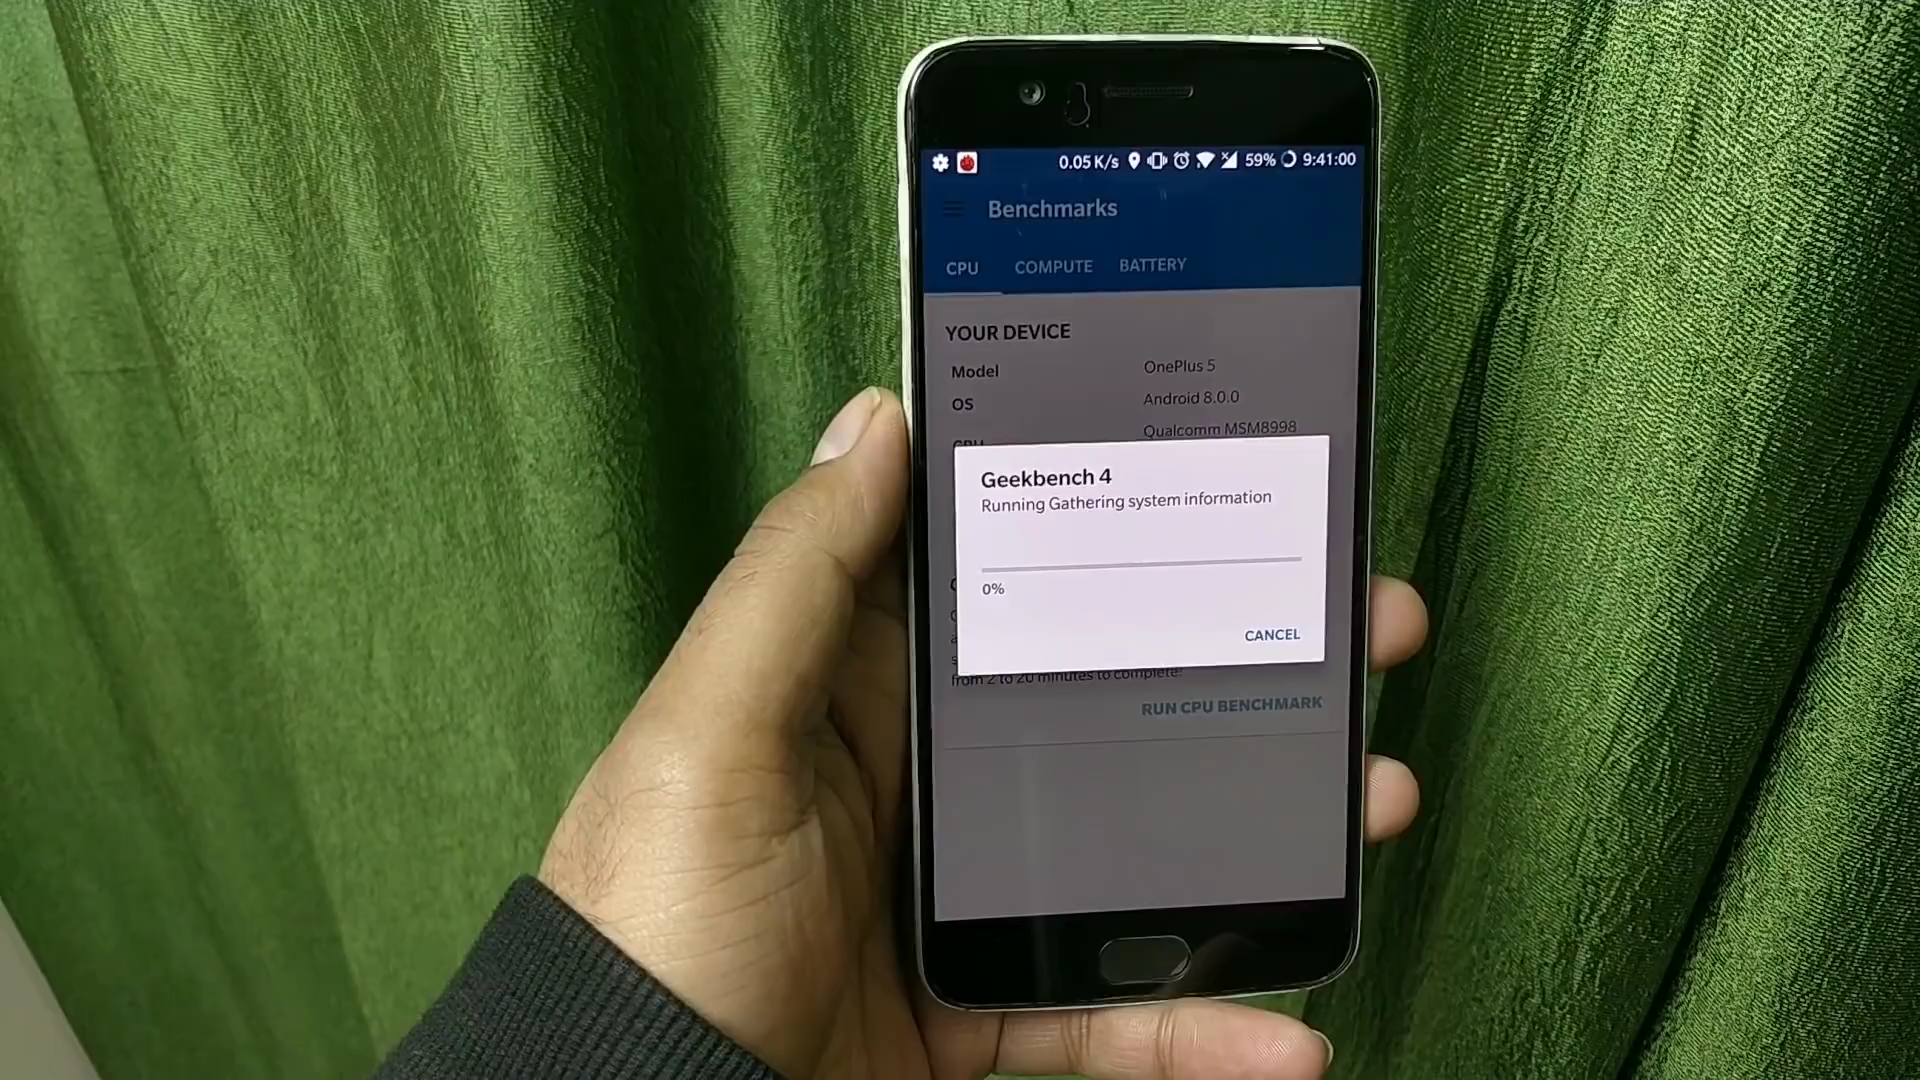 0.05 K/s 59% 9:41:00
Benchmarks
CPU COMPUTE BATTERY
YOUR DEVICE
Model OnePlus 5
OS Android 8.0.0
CPU Qualcomm MSM8998
Geekbench 4
Running Gathering system information
0%
CANCEL
from 2 to 20 minutes to complete.
RUN CPU BENCHMARK